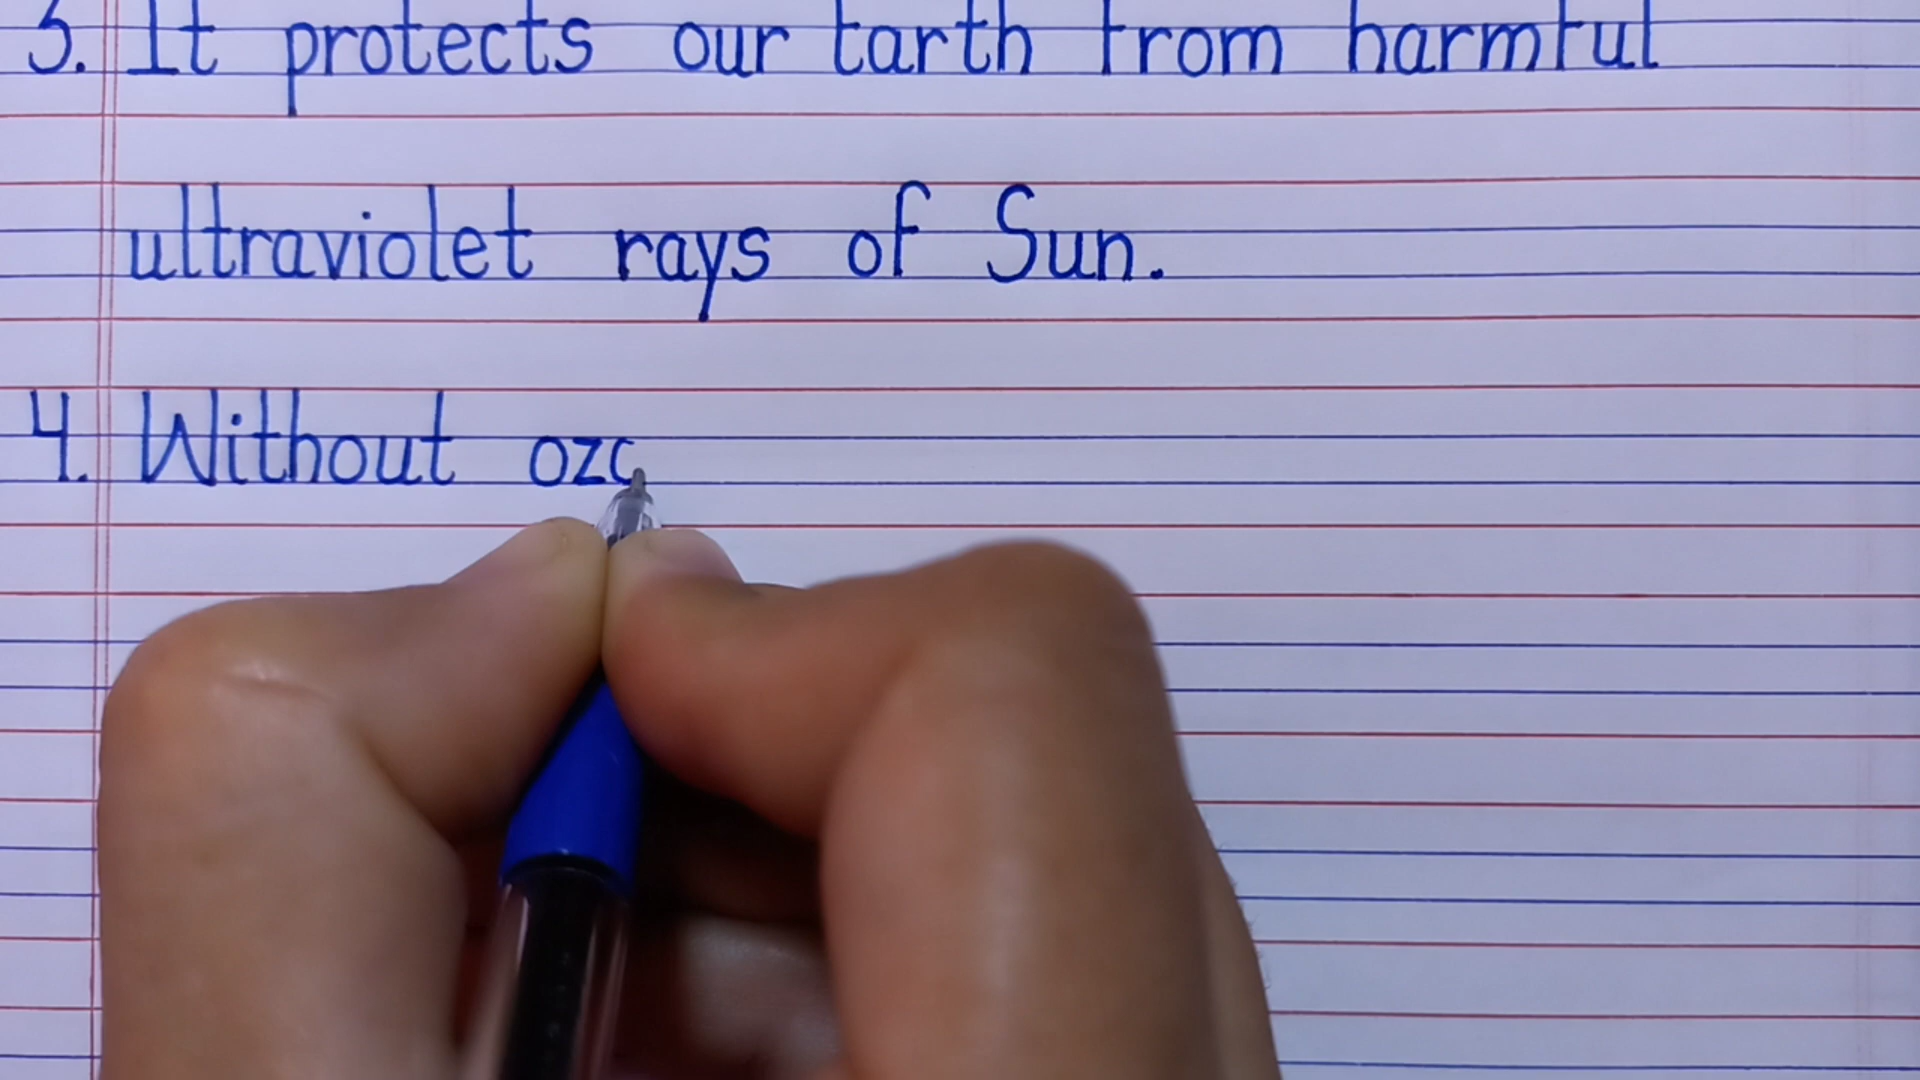 3. It protects our Earth from harmful
ultraviolet rays of Sun.
4. Without ozo